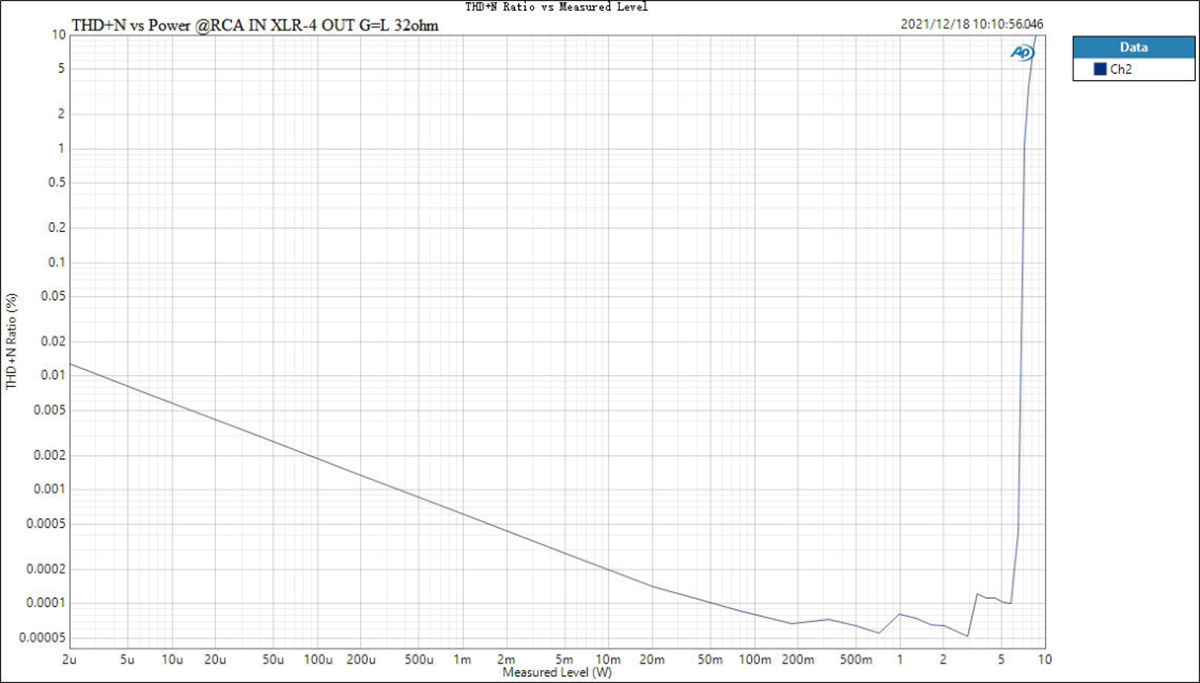 THD+N Ratio vs Measured Level
THD+N vs Power @RCA IN XLR-4 OUT G=L 32ohm
2021/12/18 10:10:56.046
AP
Data
Ch2
THD+N Ratio (%)
10
5
2
1
0.5
0.2
0.1
0.05
0.02
0.01
0.005
0.002
0.001
0.0005
0.0002
0.0001
0.00005
2u 5u 10u 20u 50u 100u 200u 500u 1m 2m 5m 10m 20m 50m 100m 200m 500m 1 2 5 10
Measured Level (W)